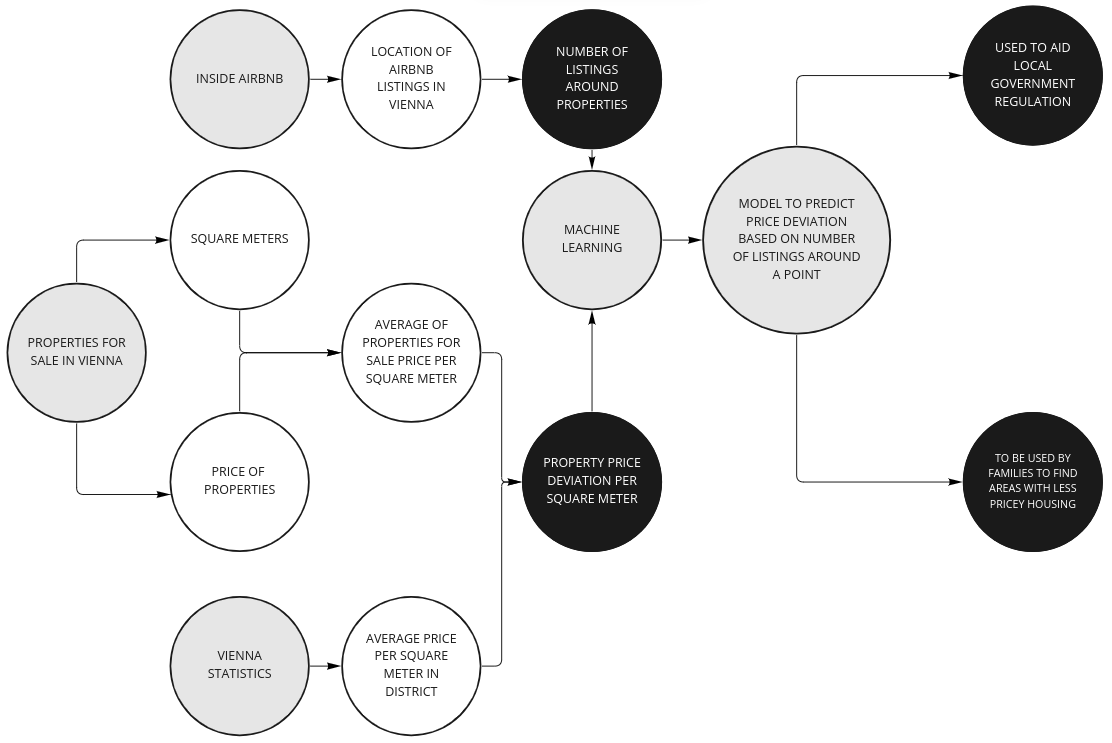 INSIDE AIRBNB
LOCATION OF
AIRBNB
LISTINGS IN
VIENNA
NUMBER OF
LISTINGS
AROUND
PROPERTIES
USED TO AID
LOCAL
GOVERNMENT
REGULATION
SQUARE METERS
MACHINE
LEARNING
MODEL TO PREDICT
PRICE DEVIATION
BASED ON NUMBER
OF LISTINGS AROUND
A POINT
PROPERTIES FOR
SALE IN VIENNA
AVERAGE OF
PROPERTIES FOR
SALE PRICE PER
SQUARE METER
PRICE OF
PROPERTIES
PROPERTY PRICE
DEVIATION PER
SQUARE METER
TO BE USED BY
FAMILIES TO FIND
AREAS WITH LESS
PRICEY HOUSING
VIENNA
STATISTICS
AVERAGE PRICE
PER SQUARE
METER IN
DISTRICT